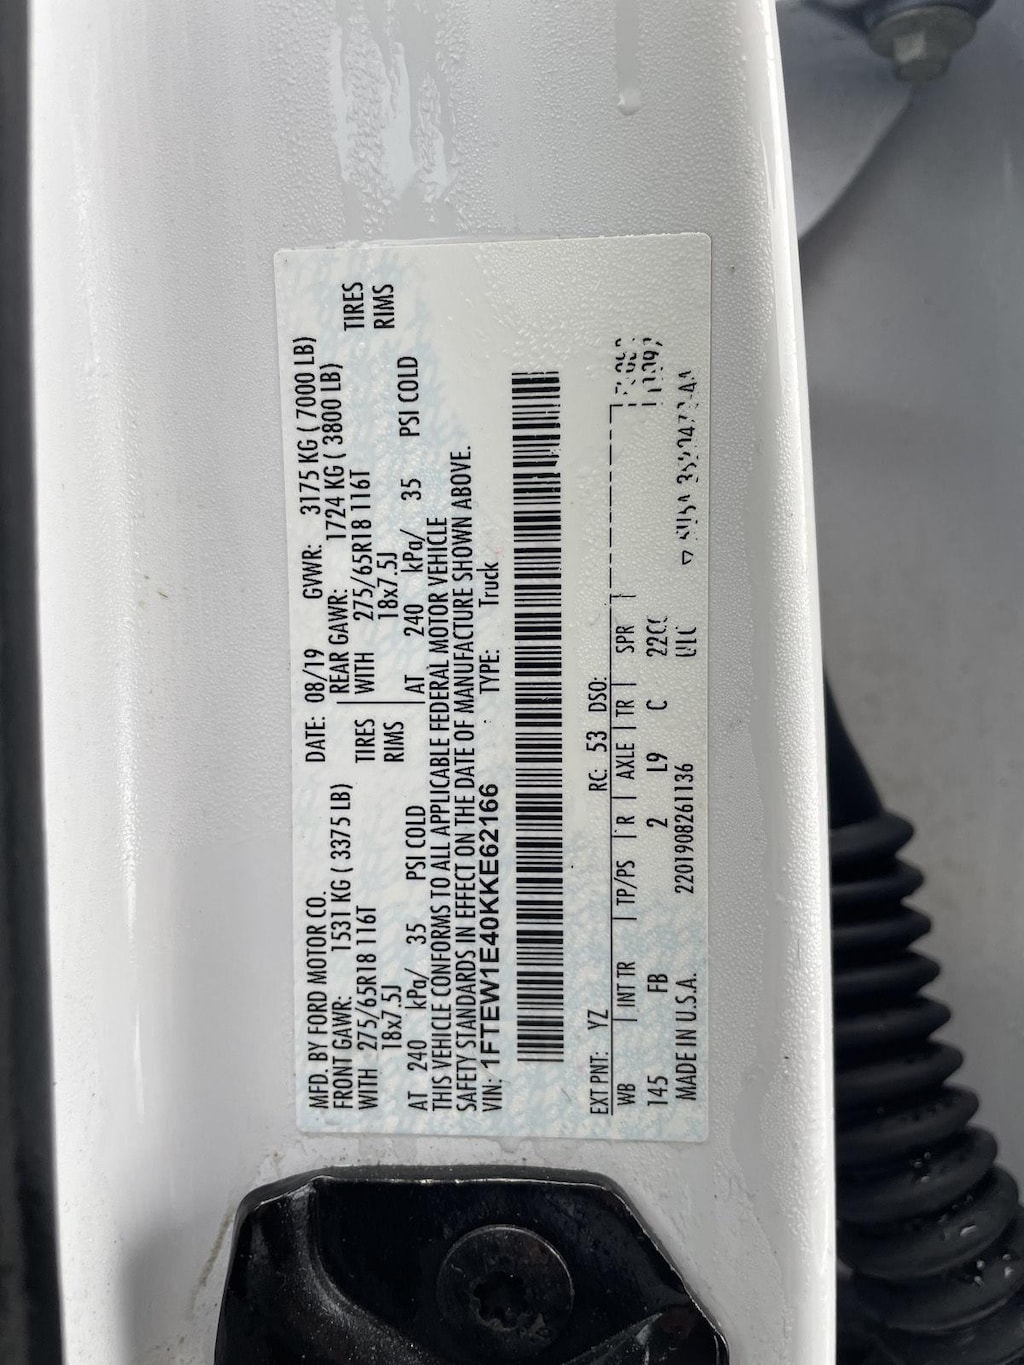 MFD. BY FORD MOTOR CO. DATE: 08/19 GVWR: 3175 KG ( 7000 LB)
FRONT GAWR: 1531 KG ( 3375 LB) REAR GAWR: 1724 KG ( 3800 LB)
WITH 275/65R18 116T TIRES WITH 275/65R18 116T TIRES
18x7.5J RIMS 18x7.5J RIMS
AT 240 kPa/ 35 PSI COLD AT 240 kPa/ 35 PSI COLD
THIS VEHICLE CONFORMS TO ALL APPLICABLE FEDERAL MOTOR VEHICLE
SAFETY STANDARDS IN EFFECT ON THE DATE OF MANUFACTURE SHOWN ABOVE.
VIN: 1FTEW1E40KKE62166 TYPE: Truck
EXT PNT: YZ RC: 53 DSO:
WB | INT TR | TP/PS | R | AXLE | TR | SPR |
145 FB 2 L9 C
MADE IN U.S.A. 2201908261136